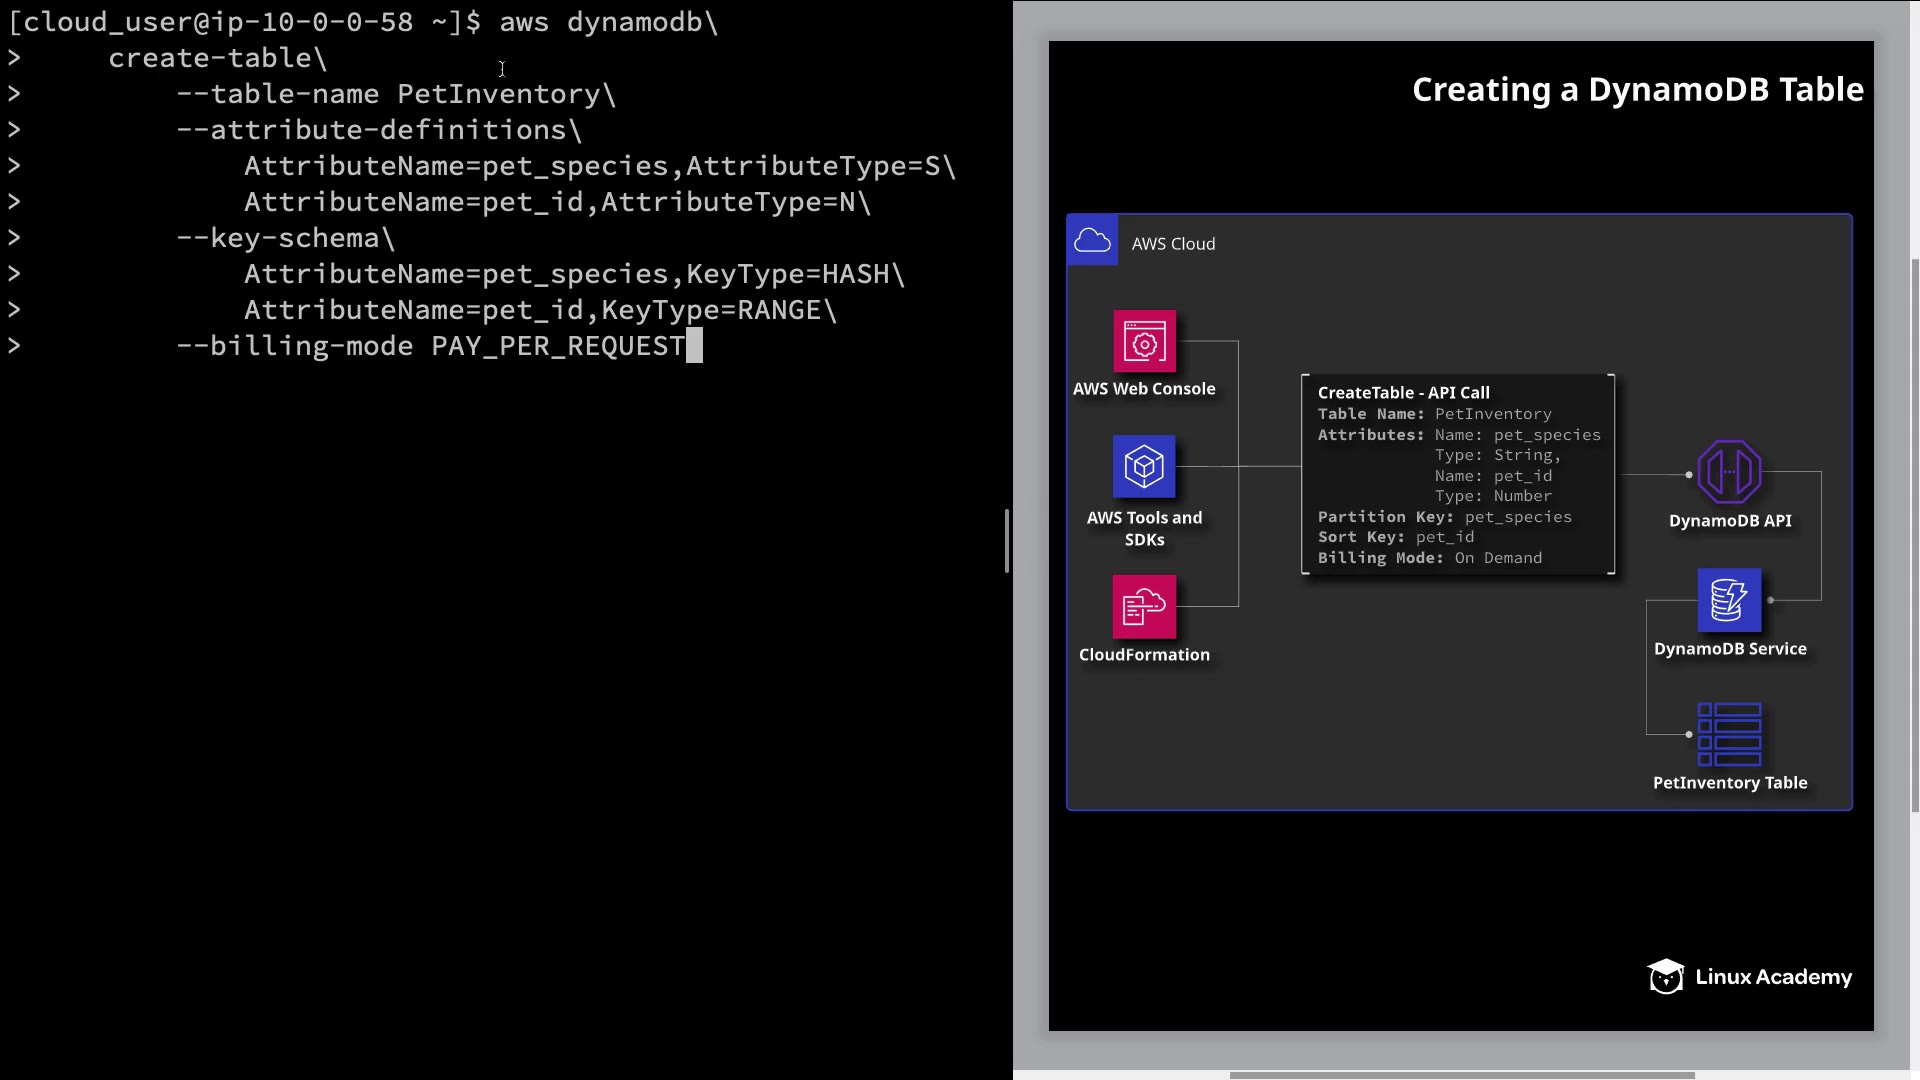 [cloud_user@ip-10-0-0-58 ~]$ aws dynamodb\
> create-table\
> --table-name PetInventory\
> --attribute-definitions\
> AttributeName=pet_species,AttributeType=S\
> AttributeName=pet_id,AttributeType=N\
> --key-schema\
> AttributeName=pet_species,KeyType=HASH\
> AttributeName=pet_id,KeyType=RANGE\
> --billing-mode PAY_PER_REQUEST
Creating a DynamoDB Table
AWS Cloud
AWS Web Console
AWS Tools and
SDKs
CloudFormation
CreateTable - API Call
Table Name: PetInventory
Attributes: Name: pet_species
Type: String,
Name: pet_id
Type: Number
Partition Key: pet_species
Sort Key: pet_id
Billing Mode: On Demand
DynamoDB API
DynamoDB Service
PetInventory Table
Linux Academy